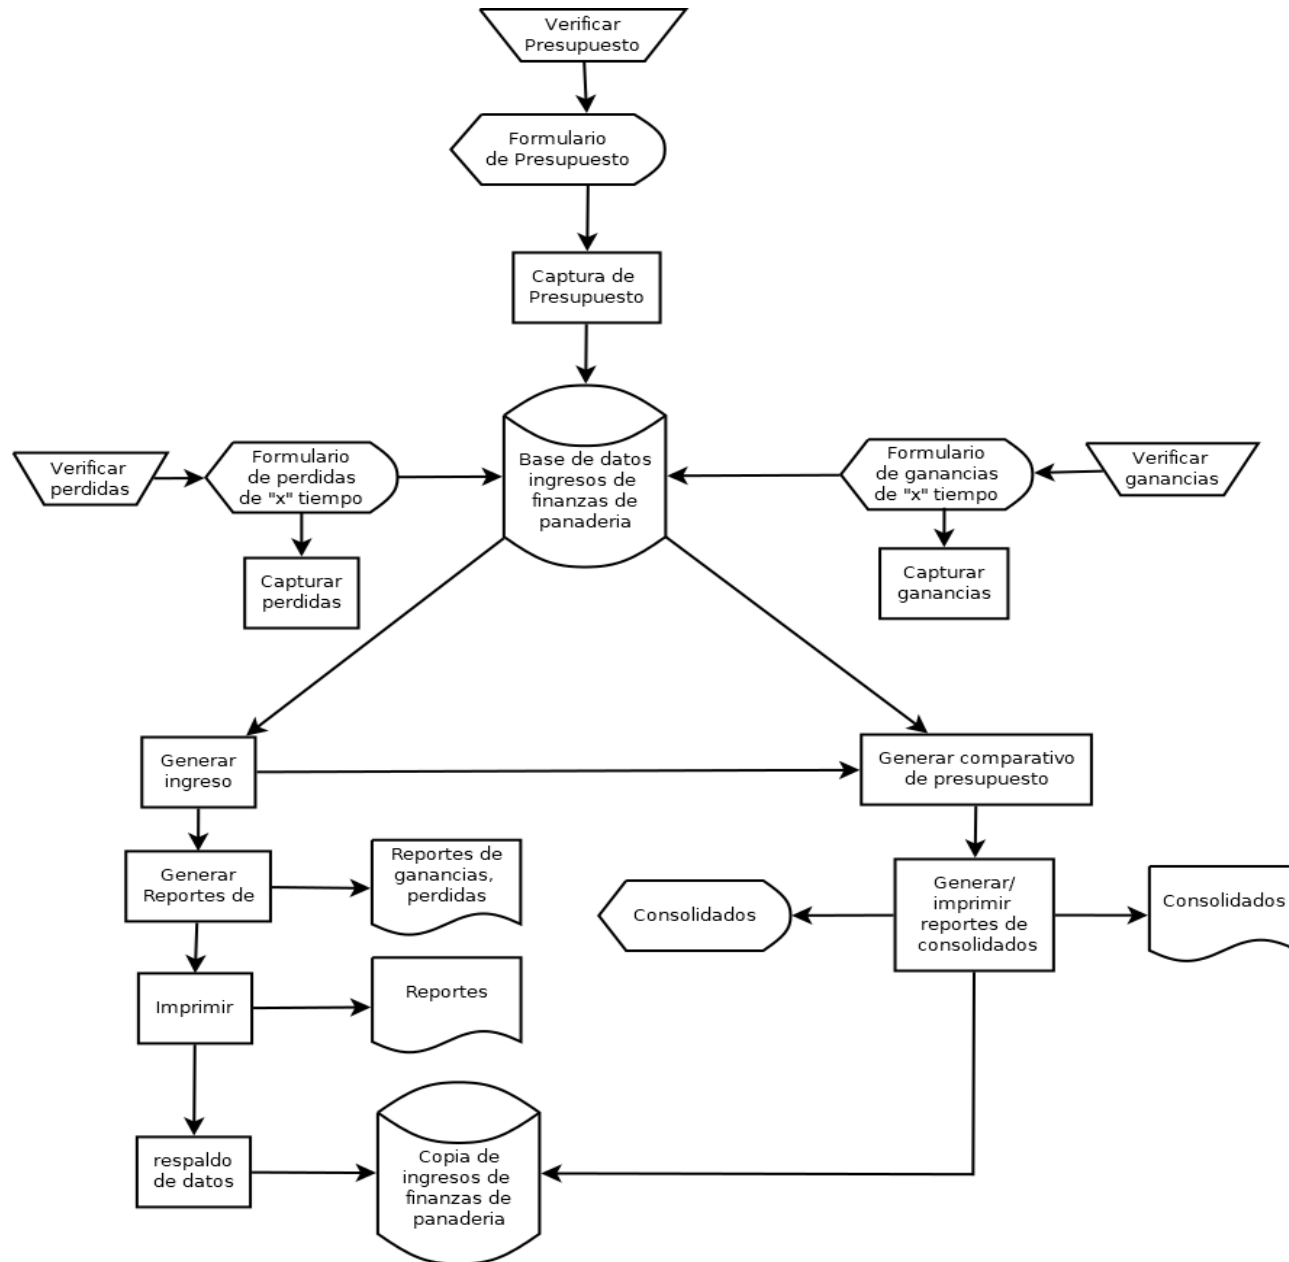 Verificar
Presupuesto
Formulario
de Presupuesto
Captura de
Presupuesto
Verificar
perdidas
Formulario
de perdidas
de "x" tiempo
Base de datos
ingresos de
finanzas de
panaderia
Formulario
de ganancias
de "x" tiempo
Verificar
ganancias
Capturar
perdidas
Capturar
ganancias
Generar
ingreso
Generar comparativo
de presupuesto
Generar
Reportes de
Reportes de
ganancias,
perdidas
Consolidados
Generar/
imprimir
reportes de
consolidados
Consolidados
Imprimir
Reportes
respaldo
de datos
Copia de
ingresos de
finanzas de
panaderia